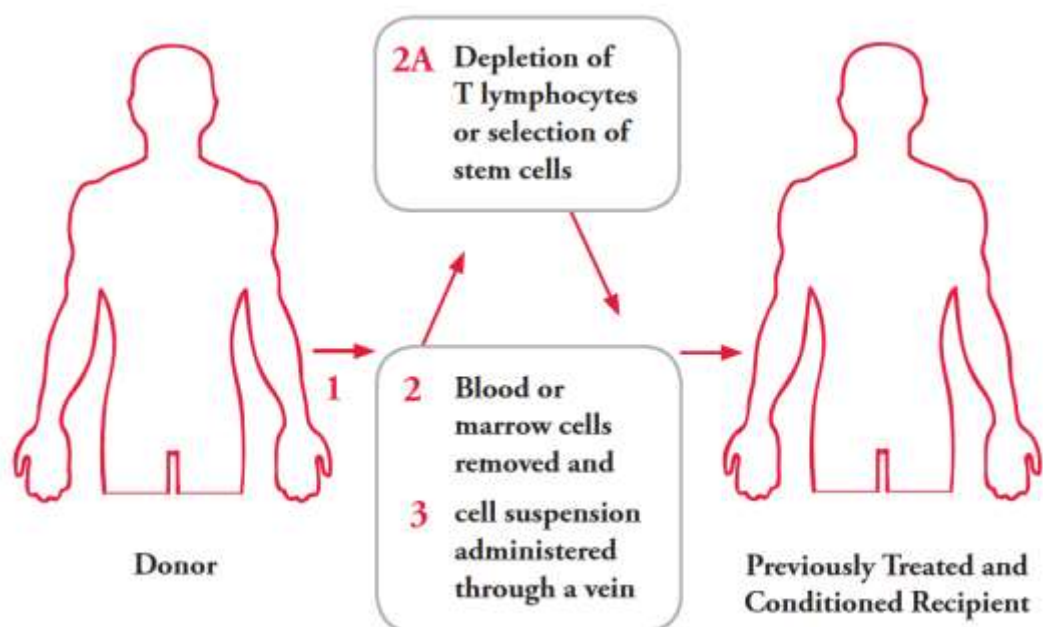 2A Depletion of
T lymphocytes
or selection of
stem cells
1
2 Blood or
marrow cells
removed and
3 cell suspension
administered
through a vein
Donor
Previously Treated and
Conditioned Recipient